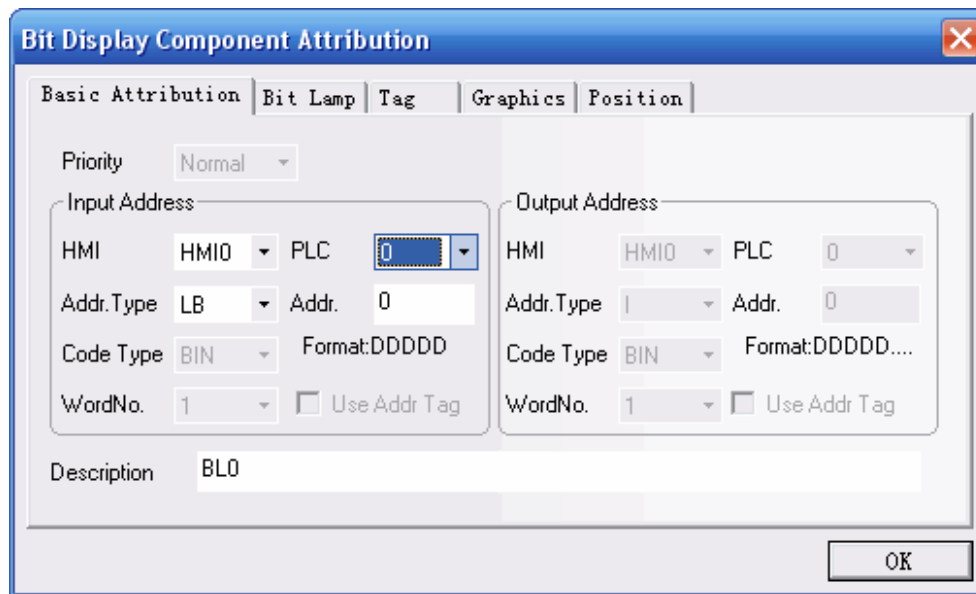 Bit Display Component Attribution
Basic Attribution Bit Lamp Tag Graphics Position
Priority Normal
Input Address Output Address
HMI HMI0 PLC 0 HMI HMI0 PLC 0
Addr.Type LB Addr. 0 Addr.Type I Addr. 0
Code Type BIN Format:DDDDD Code Type BIN Format:DDDDD....
WordNo. 1 Use Addr Tag WordNo. 1 Use Addr Tag
Description BL0
OK